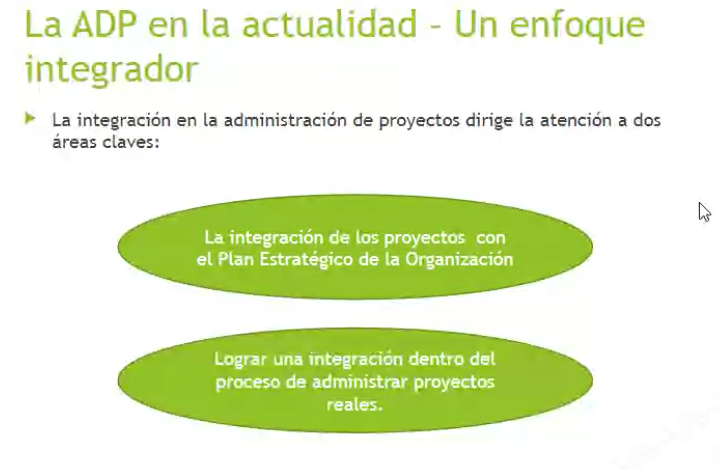 La ADP en la actualidad – Un enfoque
integrador
La integración en la administración de proyectos dirige la atención a dos
áreas claves:
La integración de los proyectos con
el Plan Estratégico de la Organización
Lograr una integración dentro del
proceso de administrar proyectos
reales.